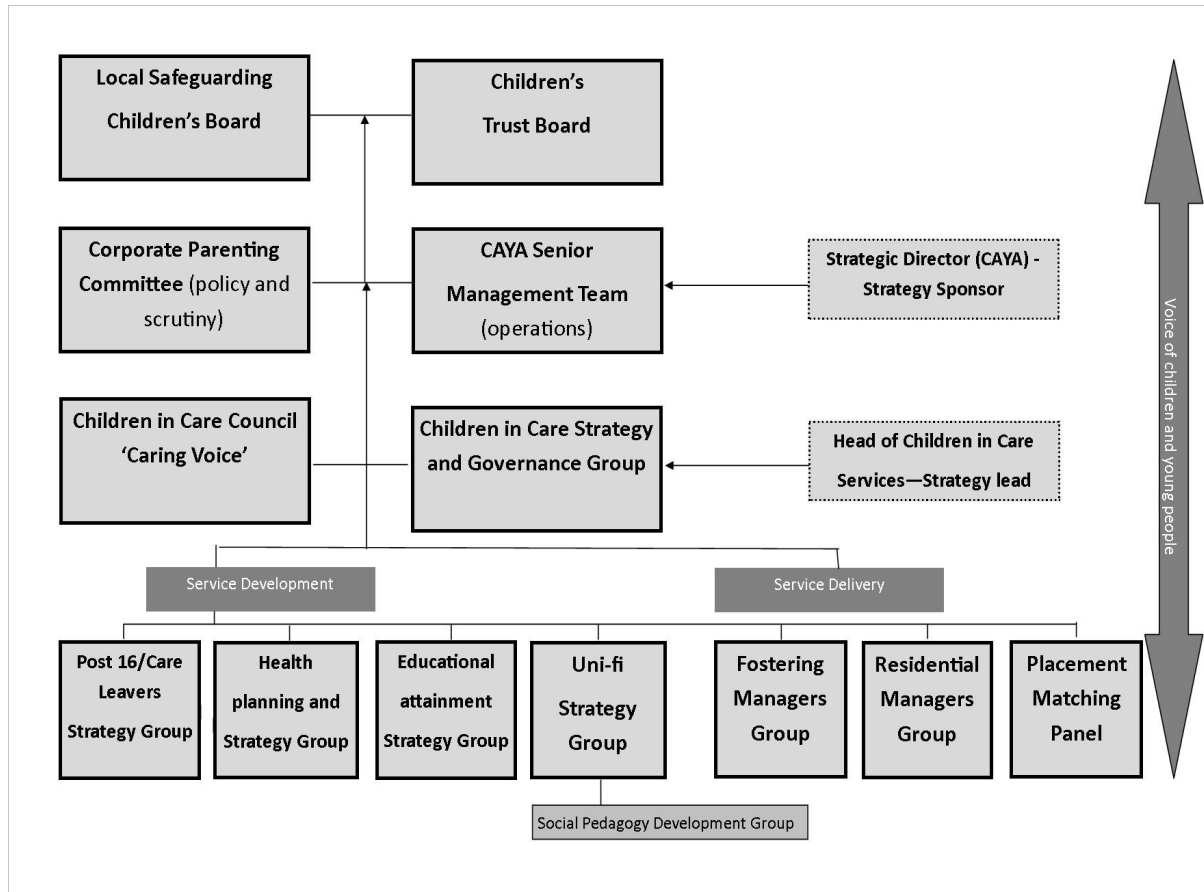 Local Safeguarding
Children's Board
Children's
Trust Board
Corporate Parenting
Committee (policy and
scrutiny)
CAYA Senior
Management Team
(operations)
Strategic Director (CAYA) -
Strategy Sponsor
Children in Care Council
‘Caring Voice’
Children in Care Strategy
and Governance Group
Head of Children in Care
Services—Strategy lead
Service Development
Service Delivery
Post 16/Care
Leavers
Strategy Group
Health
planning and
Strategy Group
Educational
attainment
Strategy Group
Uni-fi
Strategy
Group
Fostering
Managers
Group
Residential
Managers
Group
Placement
Matching
Panel
Social Pedagogy Development Group
Voice of children and young people